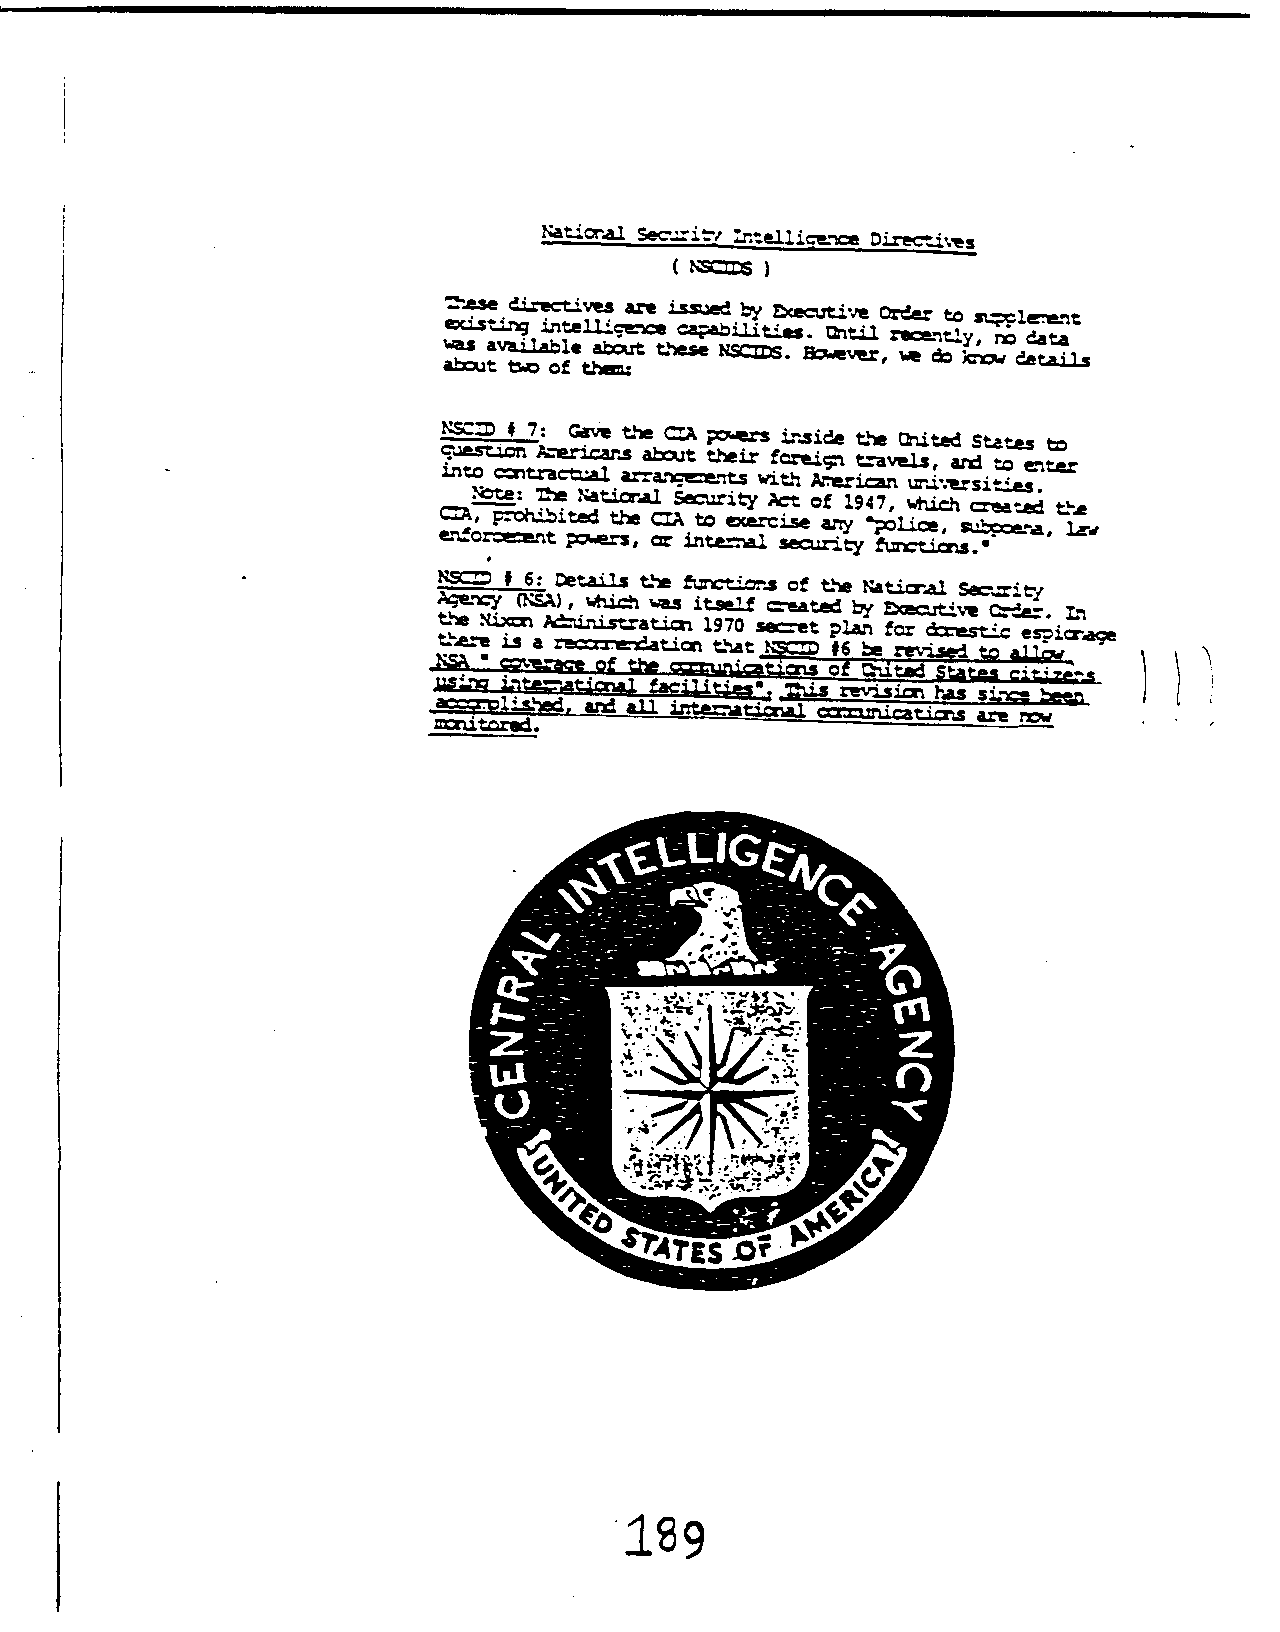 National Security Intelligence Directives
( NSCIDS )
These directives are issued by Executive Order to supplement
existing intelligence capabilities. Until recently, no data
was available about these NSCIDS. However, we do know details
about two of them:
NSCID # 7: Gave the CIA powers inside the United States to
question Americans about their foreign travels, and to enter
into contractual arrangements with American universities.
Note: The National Security Act of 1947, which created the
CIA, prohibited the CIA to exercise any "police, subpoena, law
enforcement powers, or internal security functions."
NSCID # 6: Details the functions of the National Security
Agency (NSA), which was itself created by Executive Order. In
the Nixon Administration 1970 secret plan for domestic espionage
there is a recommendation that NSCID #6 be revised to allow
NSA " coverage of the communications of United States citizens
using international facilities". This revision has since been
accomplished, and all international communications are now
monitored.
!!!
CENTRAL INTELLIGENCE AGENCY
UNITED STATES OF AMERICA
189